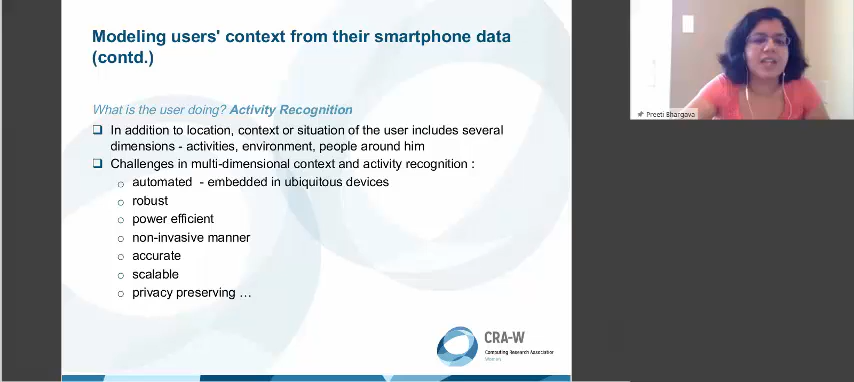 Modeling users' context from their smartphone data
(contd.)
What is the user doing? Activity Recognition
In addition to location, context or situation of the user includes several
dimensions - activities, environment, people around him
Challenges in multi-dimensional context and activity recognition :
automated - embedded in ubiquitous devices
robust
power efficient
non-invasive manner
accurate
scalable
privacy preserving …
CRA-W
Computing Research Association
Women
Preeti Bhargava